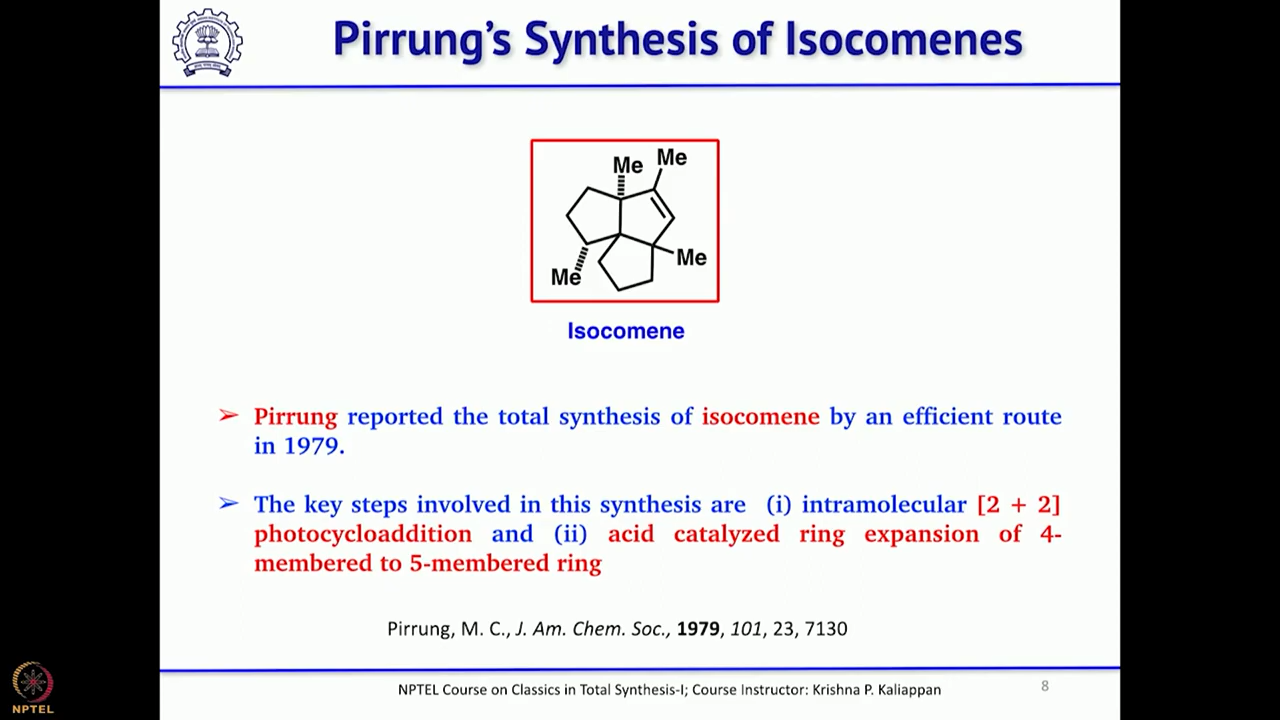 Pirrung's Synthesis of Isocomenes
Me Me
Me
Me
Isocomene
➢ Pirrung reported the total synthesis of isocomene by an efficient route
in 1979.
➢ The key steps involved in this synthesis are (i) intramolecular [2 + 2]
photocycloaddition and (ii) acid catalyzed ring expansion of 4-
membered to 5-membered ring
Pirrung, M. C., J. Am. Chem. Soc., 1979, 101, 23, 7130
NPTEL Course on Classics in Total Synthesis-I; Course Instructor: Krishna P. Kaliappan
8
NPTEL